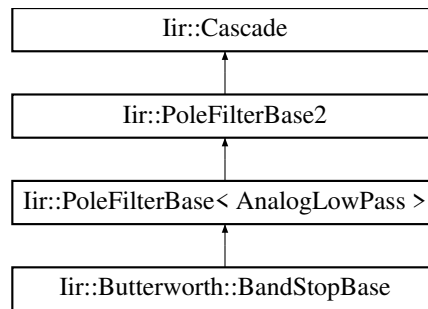 Iir::Cascade
Iir::PoleFilterBase2
Iir::PoleFilterBase< AnalogLowPass >
Iir::Butterworth::BandStopBase